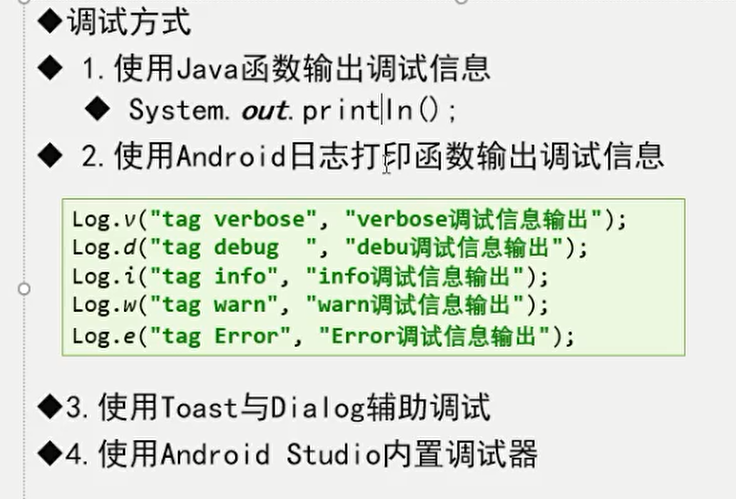 ◆调试方式
◆ 1.使用Java函数输出调试信息
◆ System.out.println();
◆ 2.使用Android日志打印函数输出调试信息
Log.v("tag verbose", "verbose调试信息输出");
Log.d("tag debug  ", "debu调试信息输出");
Log.i("tag info", "info调试信息输出");
Log.w("tag warn", "warn调试信息输出");
Log.e("tag Error", "Error调试信息输出");
◆3.使用Toast与Dialog辅助调试
◆4.使用Android Studio内置调试器